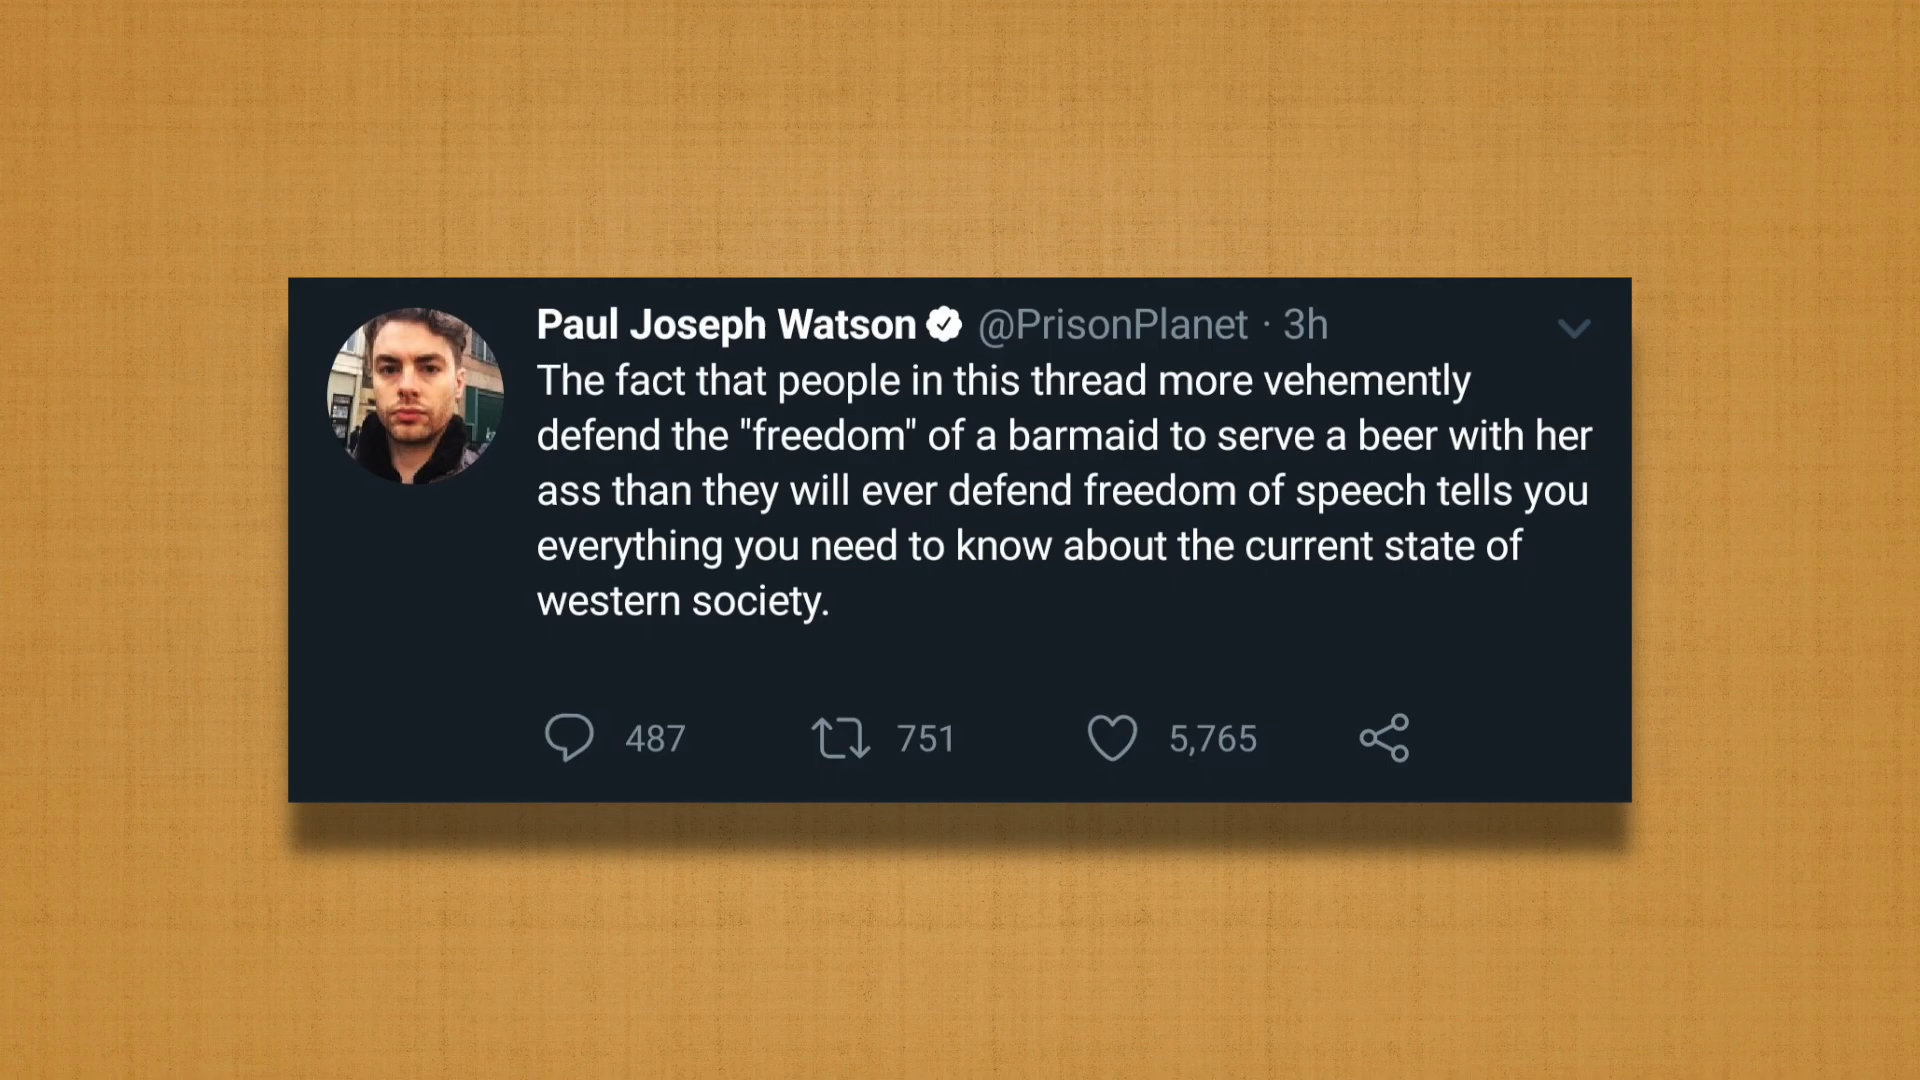 Paul Joseph Watson @PrisonPlanet · 3h
The fact that people in this thread more vehemently
defend the "freedom" of a barmaid to serve a beer with her
ass than they will ever defend freedom of speech tells you
everything you need to know about the current state of
western society.
487 751 5,765